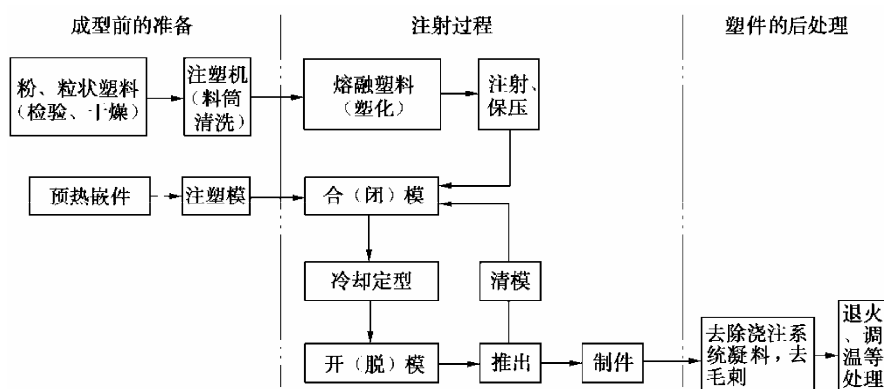 成型前的准备
注射过程
塑件的后处理
粉、粒状塑料
(检验、干燥)
注塑机
(料筒
清洗)
熔融塑料
(塑化)
注射、
保压
预热嵌件
注塑模
合(闭)模
冷却定型
清模
开(脱)模
推出
制件
去除浇注系
统凝料,去
毛刺
退火
、调
温等
处理